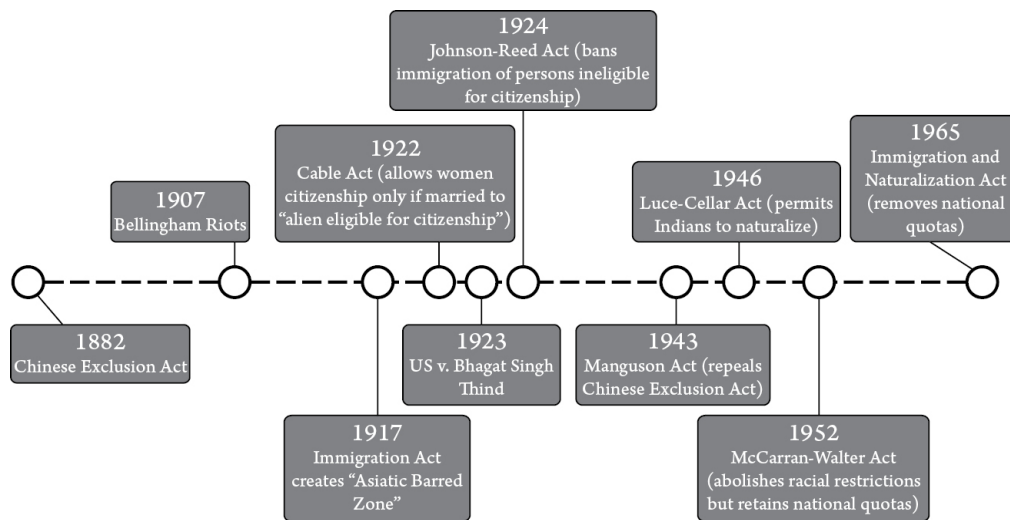 1924
Johnson-Reed Act (bans
immigration of persons ineligible
for citizenship)
1965
Immigration and
Naturalization Act
(removes national
quotas)
1922
Cable Act (allows women
citizenship only if married to
“alien eligible for citizenship”)
1946
Luce-Cellar Act (permits
Indians to naturalize)
1907
Bellingham Riots
1882
Chinese Exclusion Act
1923
US v. Bhagat Singh
Thind
1943
Manguson Act (repeals
Chinese Exclusion Act)
1917
Immigration Act
creates “Asiatic Barred
Zone”
1952
McCarran-Walter Act
(abolishes racial restrictions
but retains national quotas)